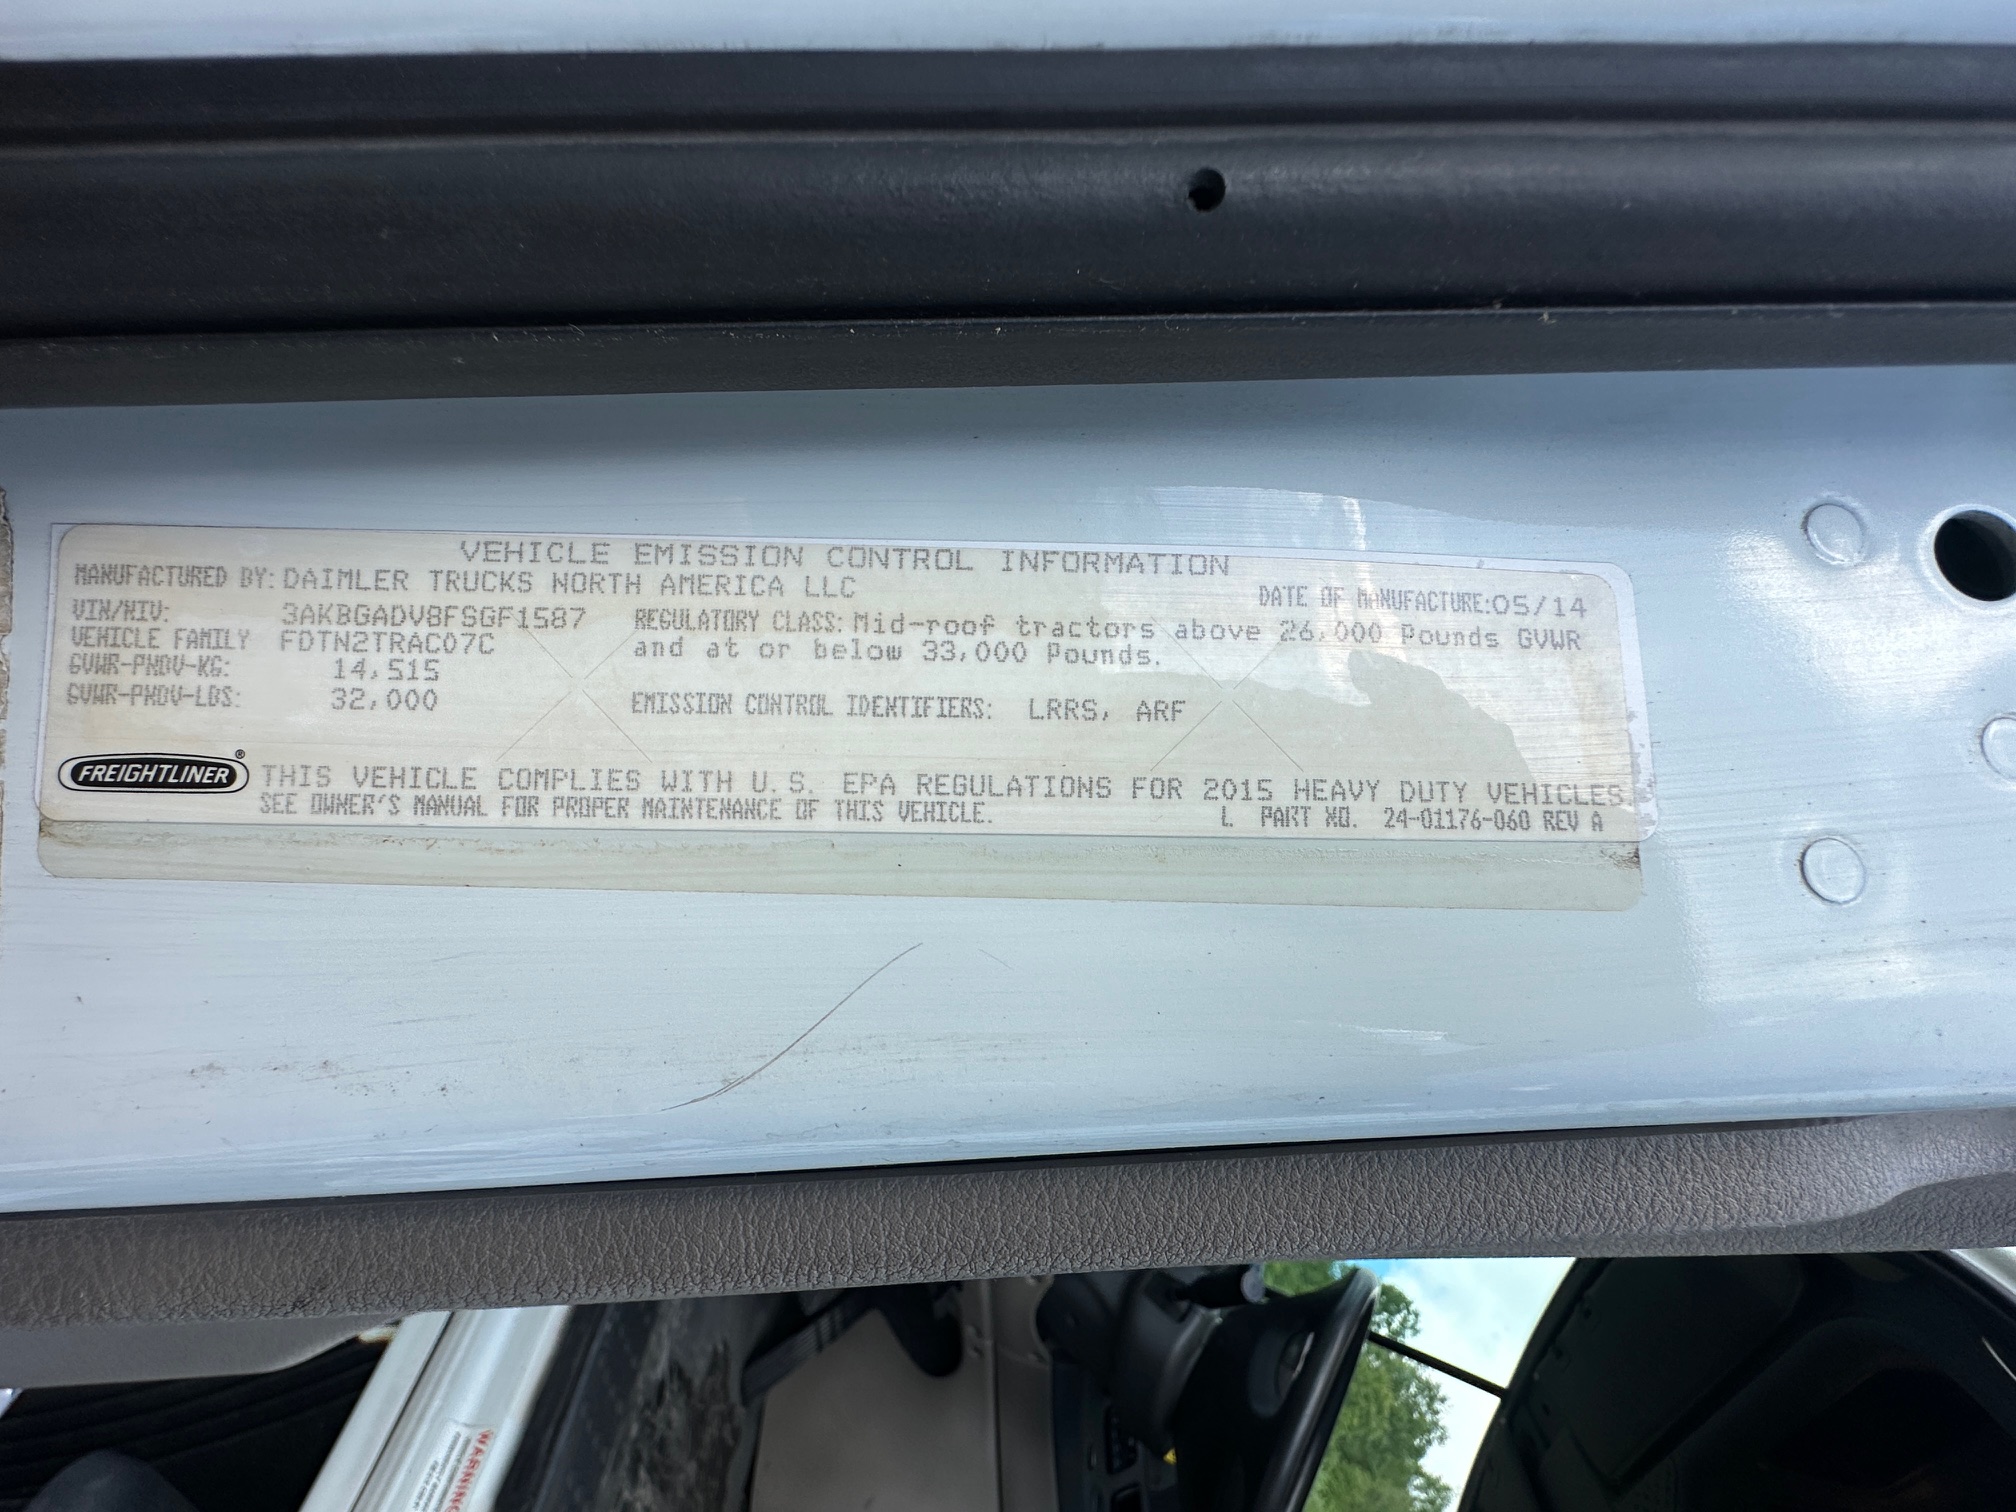 VEHICLE EMISSION CONTROL INFORMATION
MANUFACTURED BY: DAIMLER TRUCKS NORTH AMERICA LLC
DATE OF MANUFACTURE: 05/14
VIN/NIV: 3AKBGADV8FSGF1587
VEHICLE FAMILY FDTN2TRAC07C
GVWR-PNDV-KG: 14,515
GVWR-PNDV-LBS: 32,000
REGULATORY CLASS: Mid-roof tractors above 26,000 Pounds GVWR
and at or below 33,000 Pounds.
EMISSION CONTROL IDENTIFIERS: LRRS, ARF
FREIGHTLINER®
THIS VEHICLE COMPLIES WITH U.S. EPA REGULATIONS FOR 2015 HEAVY DUTY VEHICLES
SEE OWNER'S MANUAL FOR PROPER MAINTENANCE OF THIS VEHICLE.
L PART NO. 24-01176-060 REV A
WARNING